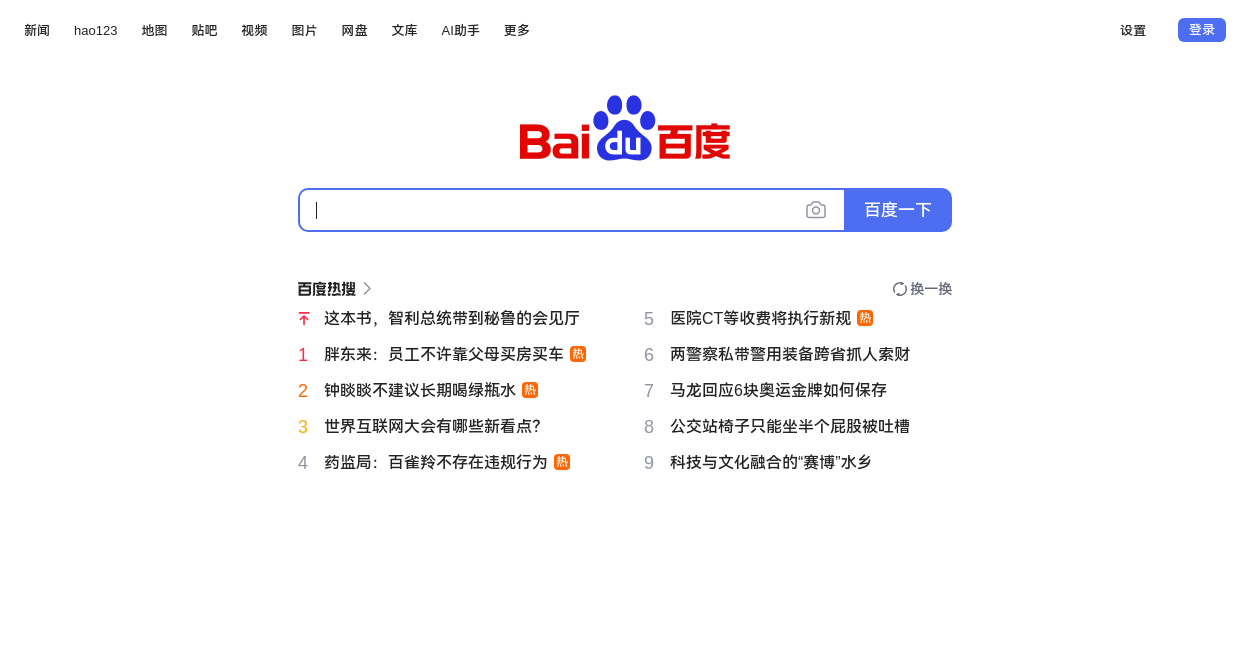 新闻 hao123 地图 贴吧 视频 图片 网盘 文库 AI助手 更多 设置 登录
Bai du 百度
百度一下
百度热搜 换一换
这本书，智利总统带到秘鲁的会见厅
1 胖东来：员工不许靠父母买房买车 热
2 钟睒睒不建议长期喝绿瓶水 热
3 世界互联网大会有哪些新看点？
4 药监局：百雀羚不存在违规行为 热
5 医院CT等收费将执行新规 热
6 两警察私带警用装备跨省抓人索财
7 马龙回应6块奥运金牌如何保存
8 公交站椅子只能坐半个屁股被吐槽
9 科技与文化融合的“赛博”水乡